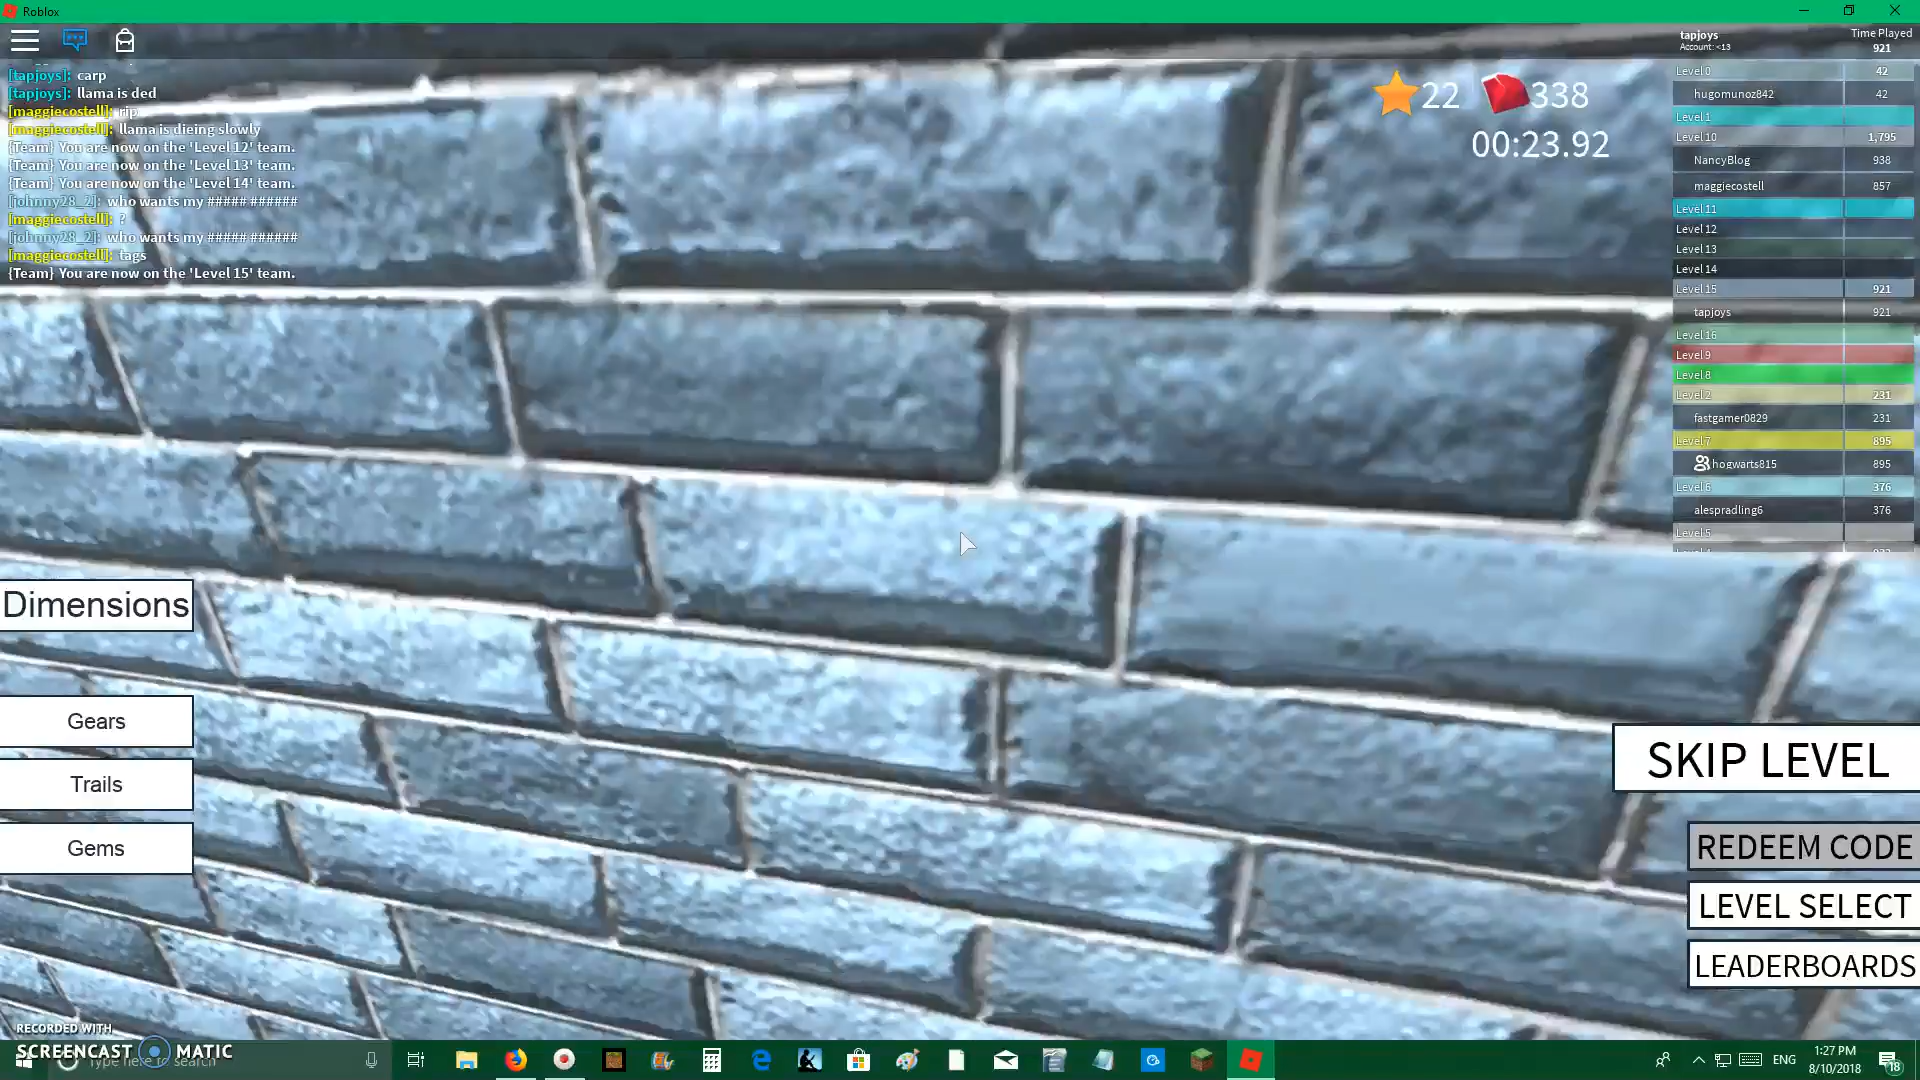 Roblox
[tapjoys]: carp
[tapjoys]: llama is ded
[maggiecostell]: rip
[maggiecostell]: llama is dieing slowly
{Team} You are now on the 'Level 12' team.
{Team} You are now on the 'Level 13' team.
{Team} You are now on the 'Level 14' team.
[johnny28_2]: who wants my ##### ######
[maggiecostell]: ?
[johnny28_2]: who wants my ##### ######
[maggiecostell]: tags
{Team} You are now on the 'Level 15' team.
22 338
00:23.92
tapjoys Time Played
Account: <13 921
Level 0 42
hugomunoz842 42
Level 1
Level 10 1,795
NancyBlog 938
maggiecostell 857
Level 11
Level 12
Level 13
Level 14
Level 15 921
tapjoys 921
Level 16
Level 9
Level 8
Level 2 231
fastgamer0829 231
Level 7 895
hogwarts815 895
Level 6 376
alespradling6 376
Level 5
Dimensions
Gears
Trails
Gems
SKIP LEVEL
REDEEM CODE
LEVEL SELECT
LEADERBOARDS
RECORDED WITH
SCREENCAST MATIC
Type here to search
ENG
1:27 PM
8/10/2018
18